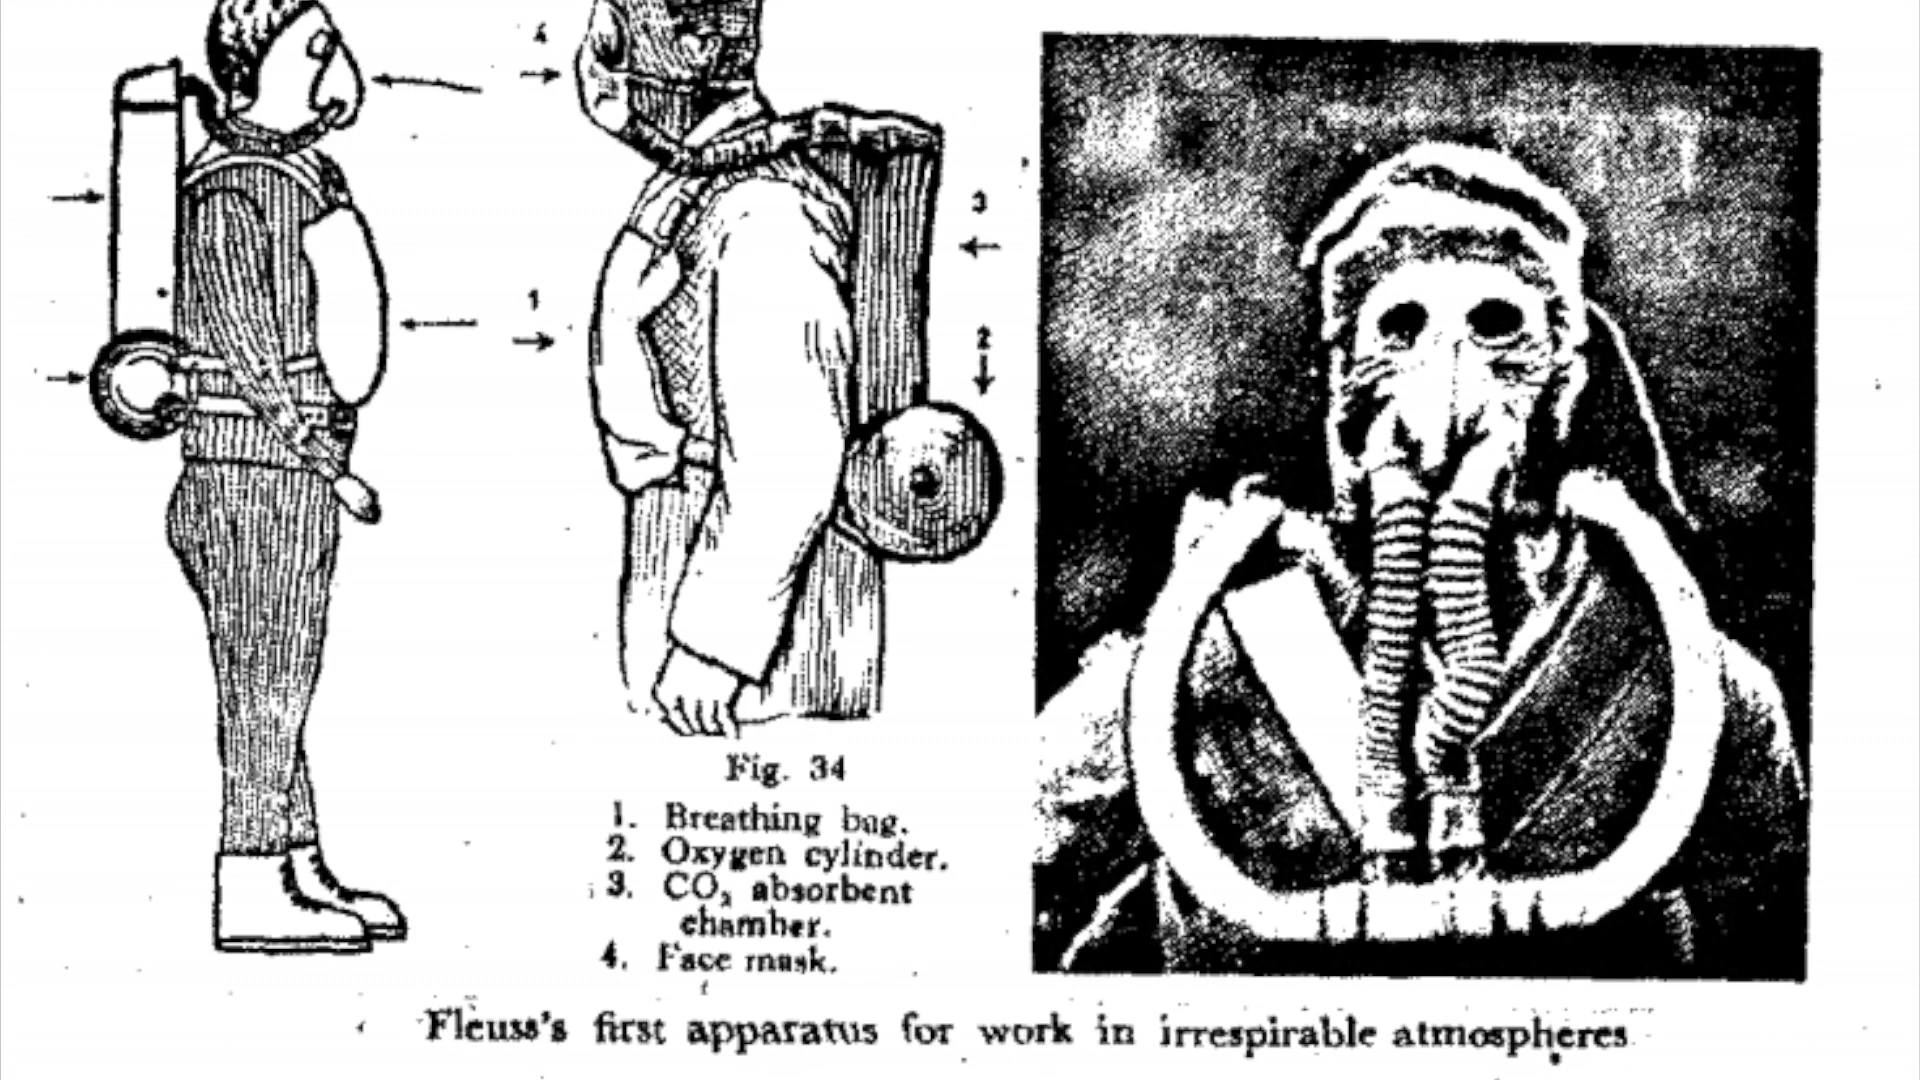 4
3
1
2
Fig. 34
1. Breathing bag.
2. Oxygen cylinder.
3. CO₂ absorbent
chamber.
4. Face mask.
Fleuss's first apparatus for work in irrespirable atmospheres